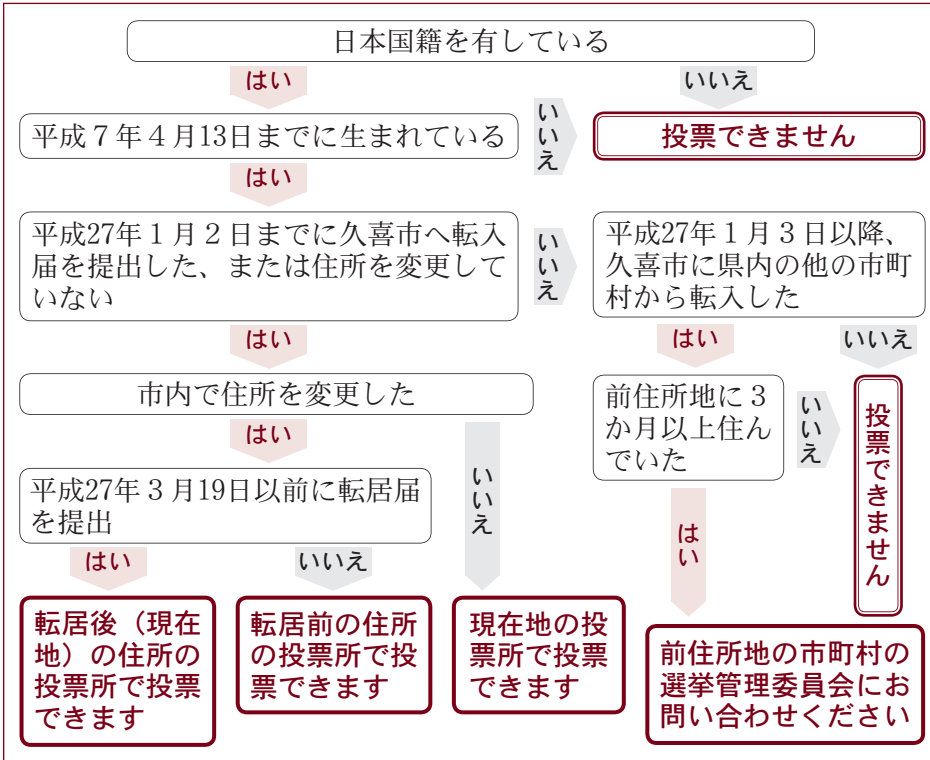 日本国籍を有している
はい
いいえ
平成７年４月13日までに生まれている
いいえ
投票できません
はい
平成27年１月２日までに久喜市へ転入
届を提出した、または住所を変更して
いない
いいえ
平成27年１月３日以降、
久喜市に県内の他の市町
村から転入した
はい
はい
いいえ
市内で住所を変更した
前住所地に３
か月以上住ん
でいた
いいえ
投票できません
はい
いいえ
平成27年３月19日以前に転居届
を提出
はい
はい
いいえ
転居後（現在
地）の住所の
投票所で投票
できます
転居前の住所
の投票所で投
票できます
現在地の投
票所で投票
できます
前住所地の市町村の
選挙管理委員会にお
問い合わせください